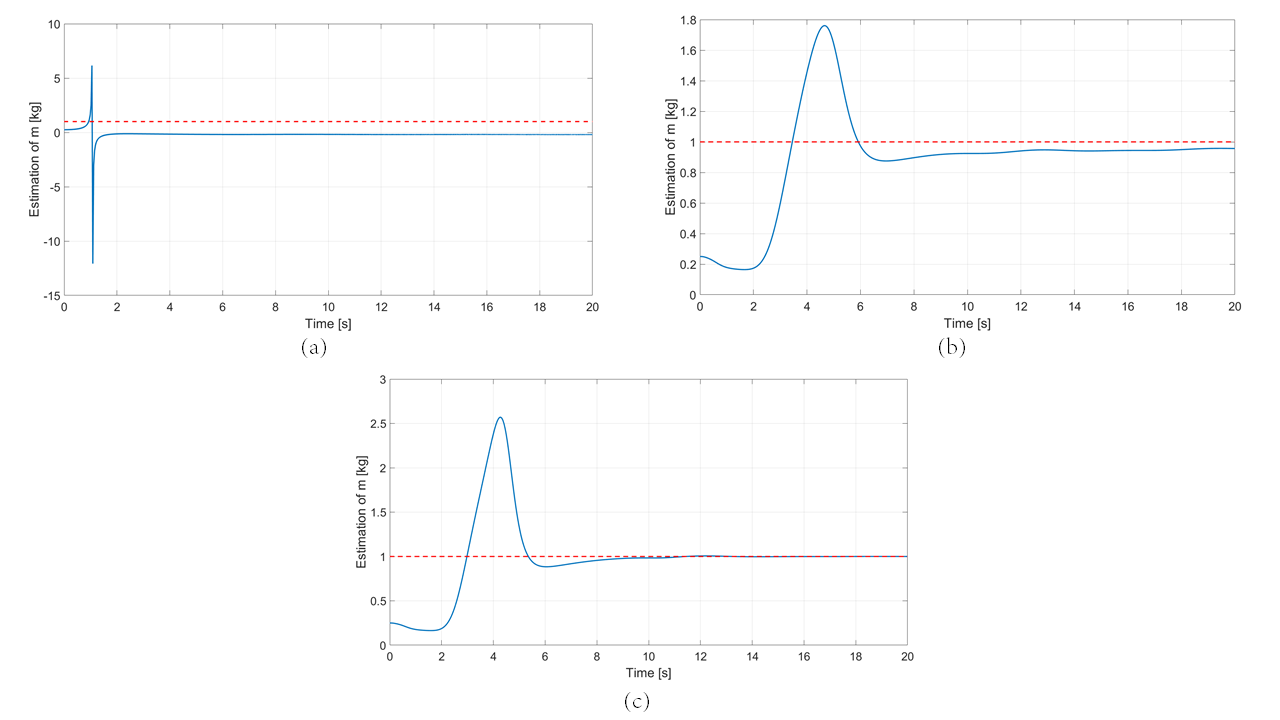 10
5
0
-5
-10
-15
Estimation of m [kg]
0 2 4 6 8 10 12 14 16 18 20
Time [s]
(a)
1.8
1.6
1.4
1.2
1
0.8
0.6
0.4
0.2
0
Estimation of m [kg]
0 2 4 6 8 10 12 14 16 18 20
Time [s]
(b)
3
2.5
2
1.5
1
0.5
0
Estimation of m [kg]
0 2 4 6 8 10 12 14 16 18 20
Time [s]
(c)